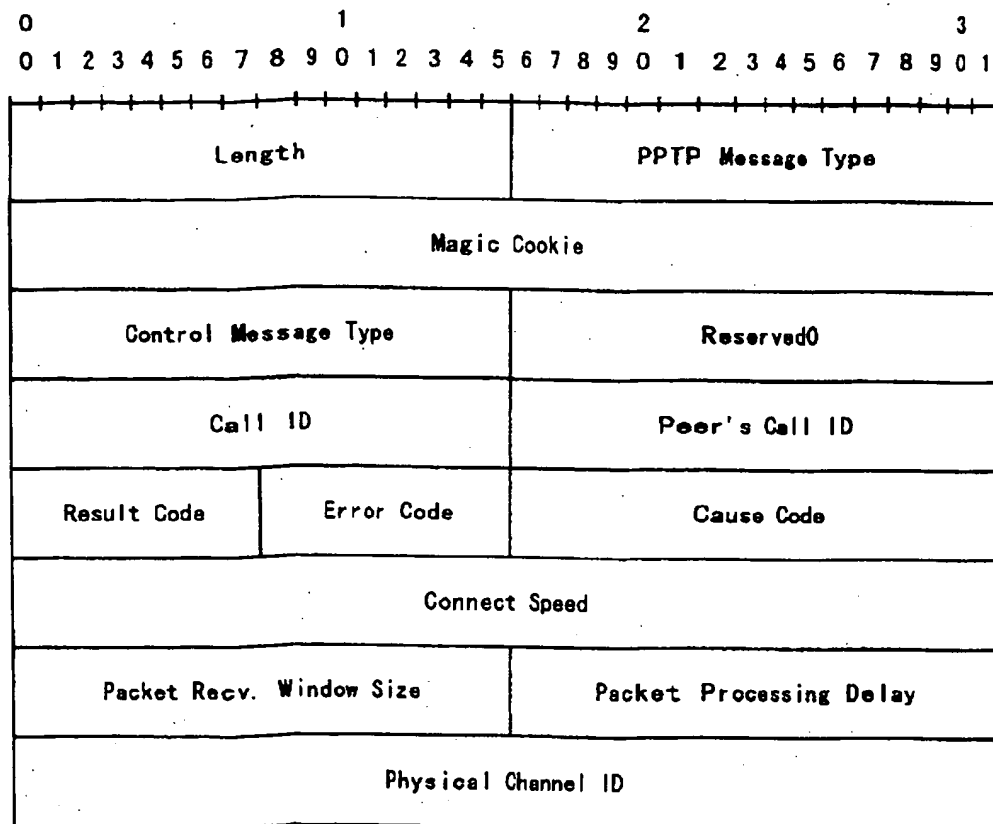 0 1 2 3
0 1 2 3 4 5 6 7 8 9 0 1 2 3 4 5 6 7 8 9 0 1 2 3 4 5 6 7 8 9 0 1
Length PPTP Message Type
Magic Cookie
Control Message Type Reserved0
Call ID Peer's Call ID
Result Code Error Code Cause Code
Connect Speed
Packet Recv. Window Size Packet Processing Delay
Physical Channel ID